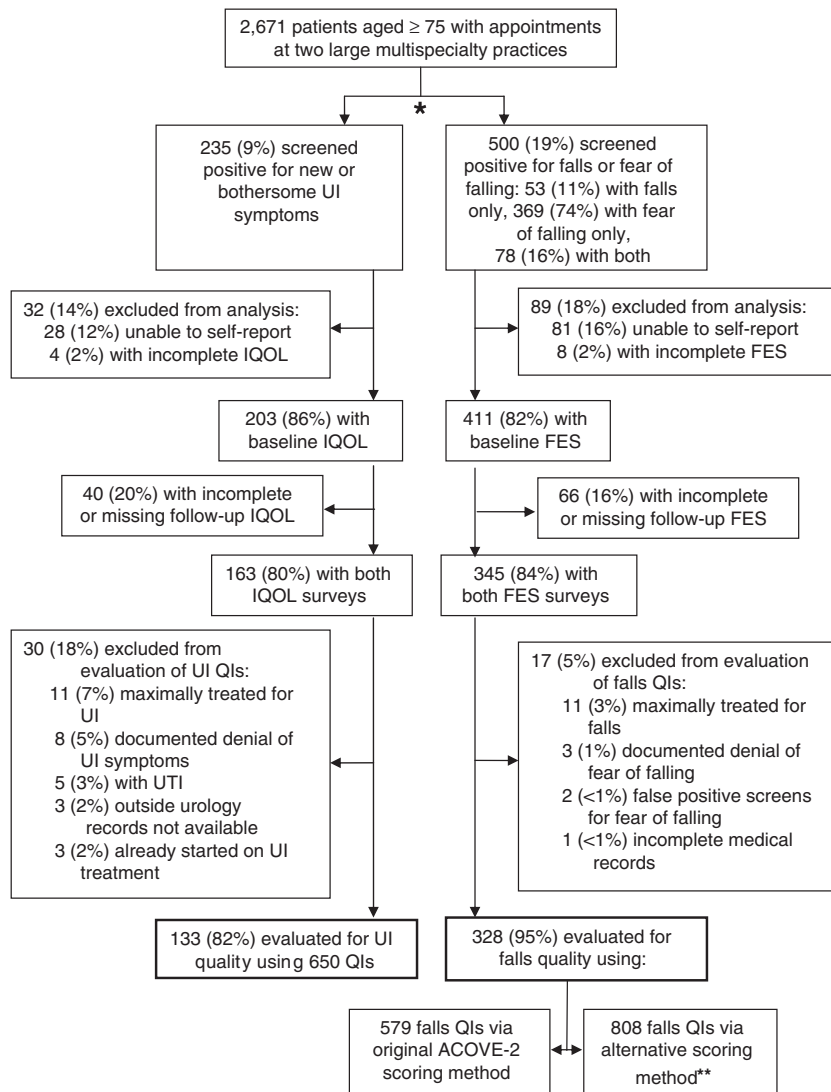 2,671 patients aged ≥ 75 with appointments
at two large multispecialty practices
*
235 (9%) screened
positive for new or
bothersome UI
symptoms
500 (19%) screened
positive for falls or fear of
falling: 53 (11%) with falls
only, 369 (74%) with fear
of falling only,
78 (16%) with both
32 (14%) excluded from analysis:
28 (12%) unable to self-report
4 (2%) with incomplete IQOL
89 (18%) excluded from analysis:
81 (16%) unable to self-report
8 (2%) with incomplete FES
203 (86%) with
baseline IQOL
411 (82%) with
baseline FES
40 (20%) with incomplete
or missing follow-up IQOL
66 (16%) with incomplete
or missing follow-up FES
163 (80%) with both
IQOL surveys
345 (84%) with
both FES surveys
30 (18%) excluded from
evaluation of UI QIs:
11 (7%) maximally treated for
UI
8 (5%) documented denial of
UI symptoms
5 (3%) with UTI
3 (2%) outside urology
records not available
3 (2%) already started on UI
treatment
17 (5%) excluded from evaluation
of falls QIs:
11 (3%) maximally treated for
falls
3 (1%) documented denial of
fear of falling
2 (<1%) false positive screens
for fear of falling
1 (<1%) incomplete medical
records
133 (82%) evaluated for UI
quality using 650 QIs
328 (95%) evaluated for
falls quality using:
579 falls QIs via
original ACOVE-2
scoring method
808 falls QIs via
alternative scoring
method**